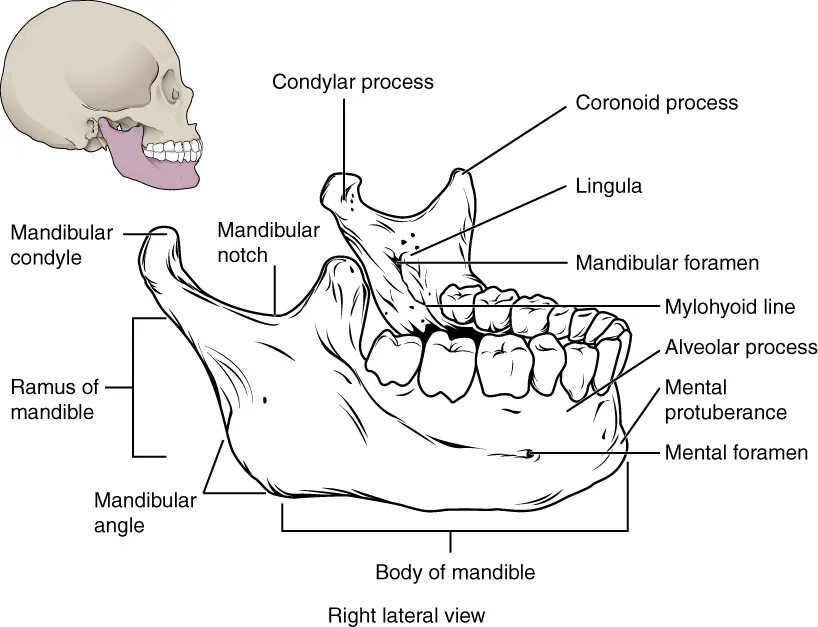 Condylar process
Coronoid process
Lingula
Mandibular
condyle
Mandibular
notch
Mandibular foramen
Mylohyoid line
Alveolar process
Ramus of
mandible
Mental
protuberance
Mental foramen
Mandibular
angle
Body of mandible
Right lateral view